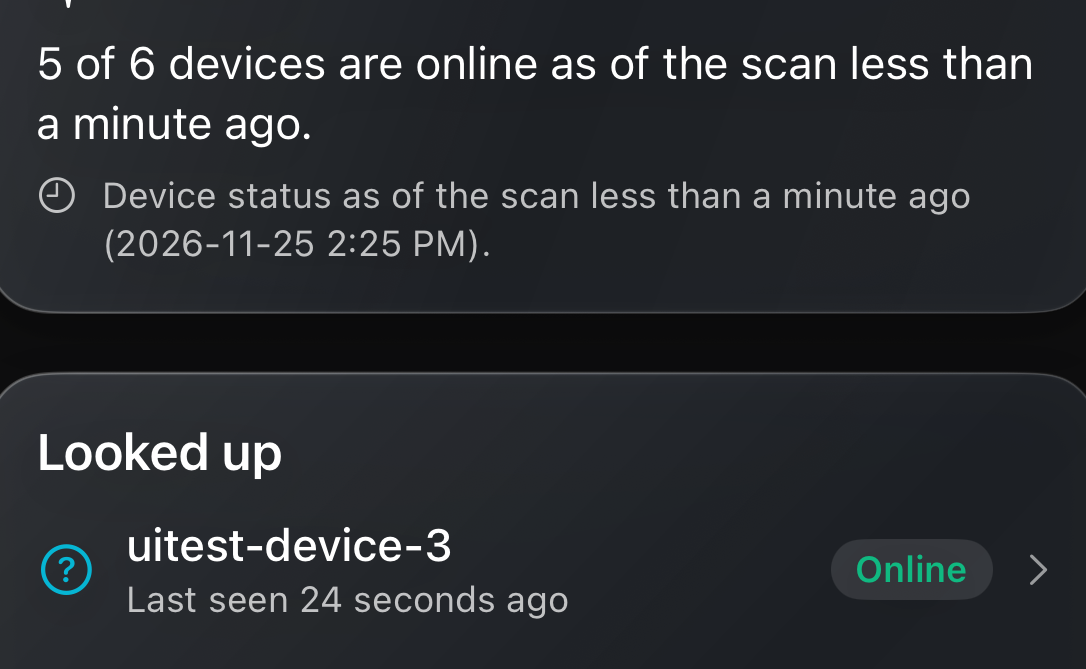 5 of 6 devices are online as of the scan less than
a minute ago.
Device status as of the scan less than a minute ago
(2026-11-25 2:25 PM).
Looked up
uitest-device-3
Online
Last seen 24 seconds ago